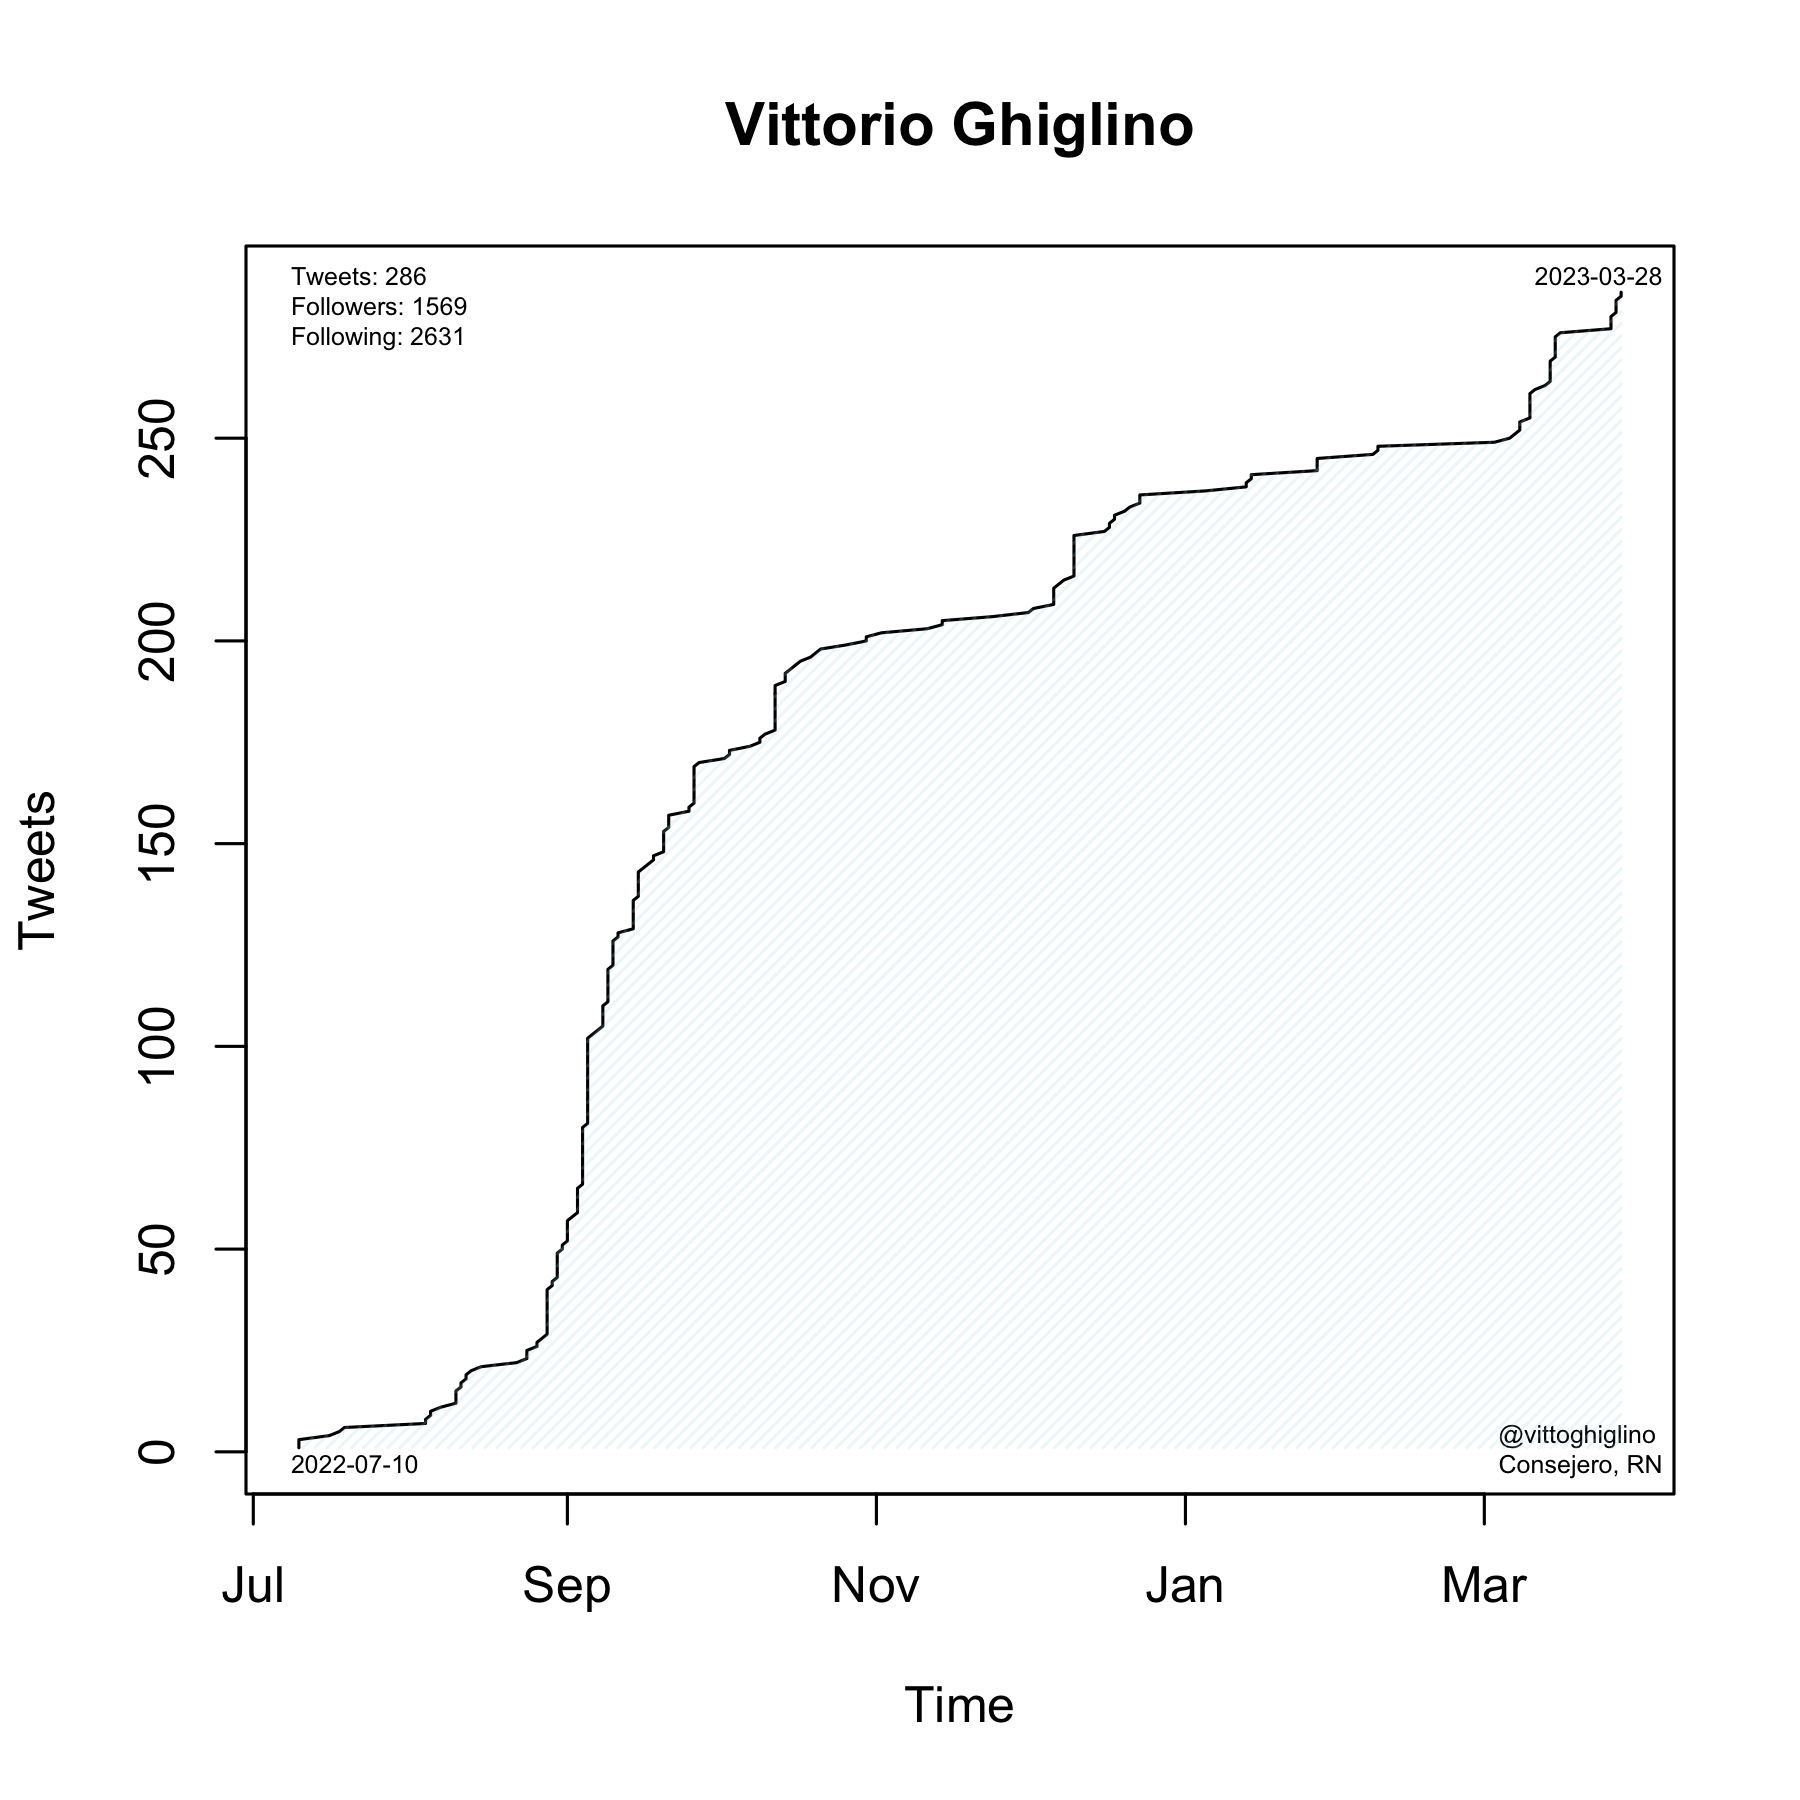 Vittorio Ghiglino
Tweets: 286
Followers: 1569
Following: 2631
2023-03-28
250
200
150
100
50
0
Tweets
2022-07-10
@vittoghiglino
Consejero, RN
Jul Sep Nov Jan Mar
Time